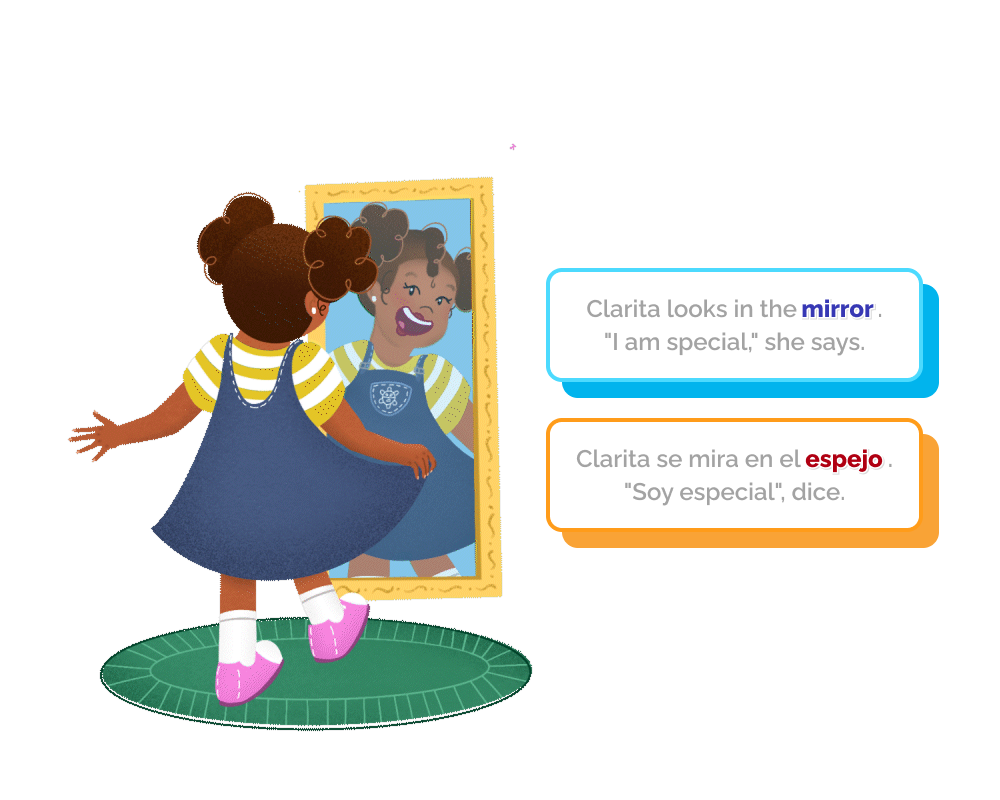 Clarita looks in the mirror .
"I am special," she says.
Clarita se mira en el espejo .
"Soy especial", dice.